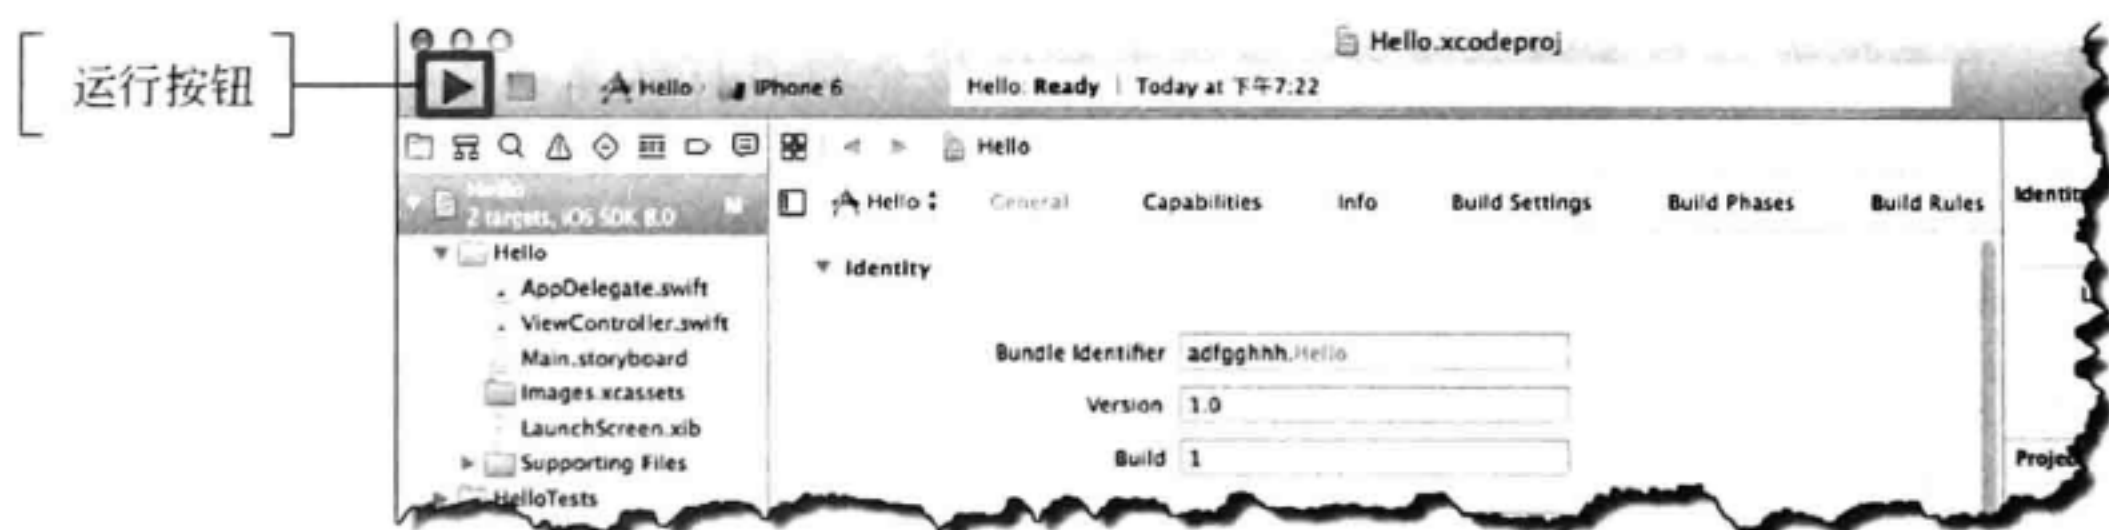 运行按钮
Hello.xcodeproj
Hello
iPhone 6
Hello: Ready
Today at 下午7:22
Hello
Hello
2 targets, iOS SDK 8.0
M
Hello
AppDelegate.swift
ViewController.swift
Main.storyboard
Images.xcassets
LaunchScreen.xib
Supporting Files
HelloTests
Hello
General
Capabilities
Info
Build Settings
Build Phases
Build Rules
Identity
Bundle Identifier
adfgghhh.Hello
Version
1.0
Build
1
Identit
Projec